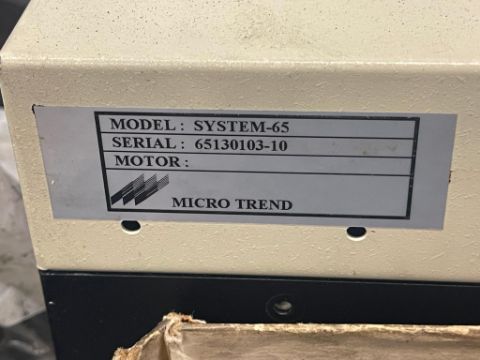 MODEL : SYSTEM-65
SERIAL : 65130103-10
MOTOR :
MICRO TREND